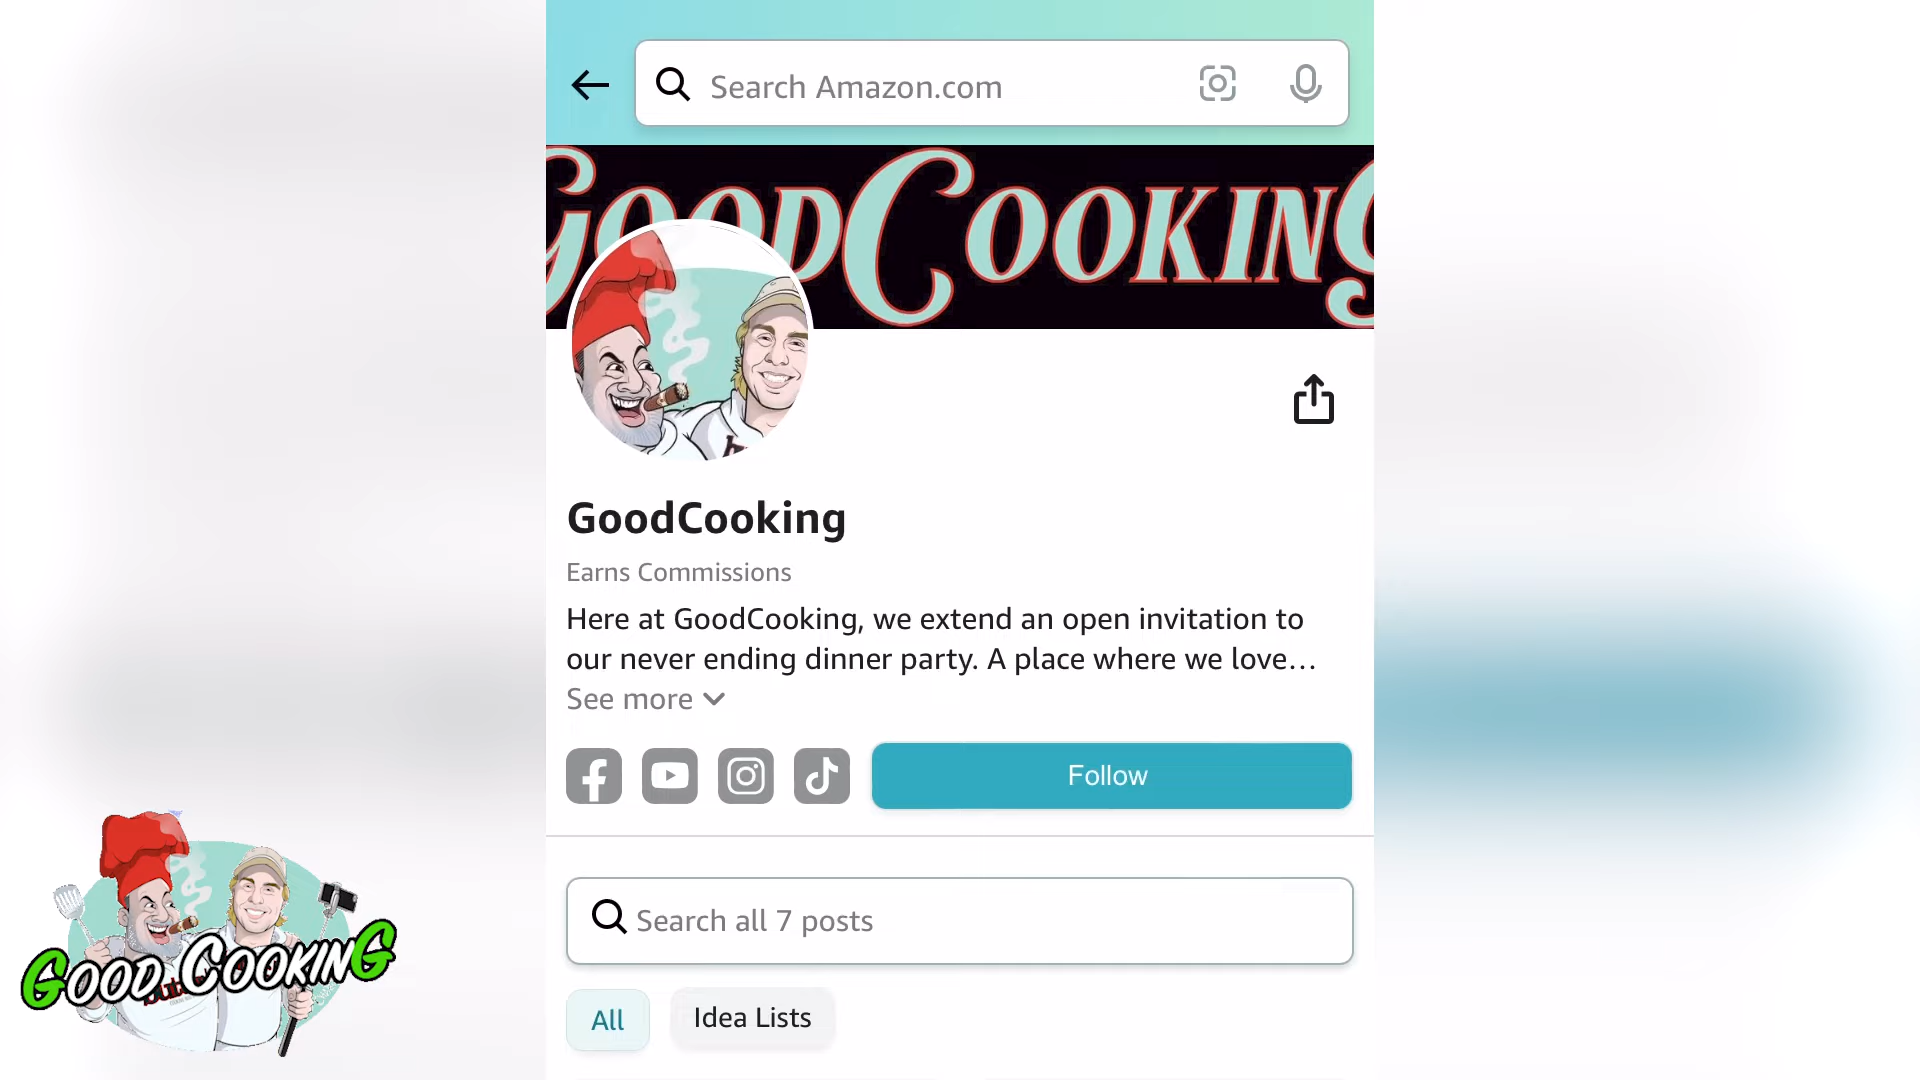 Search Amazon.com
GOODCOOKING
GoodCooking
Earns Commissions
Here at GoodCooking, we extend an open invitation to
our never ending dinner party. A place where we love...
See more
Follow
Search all 7 posts
All
Idea Lists
GOOD COOKING